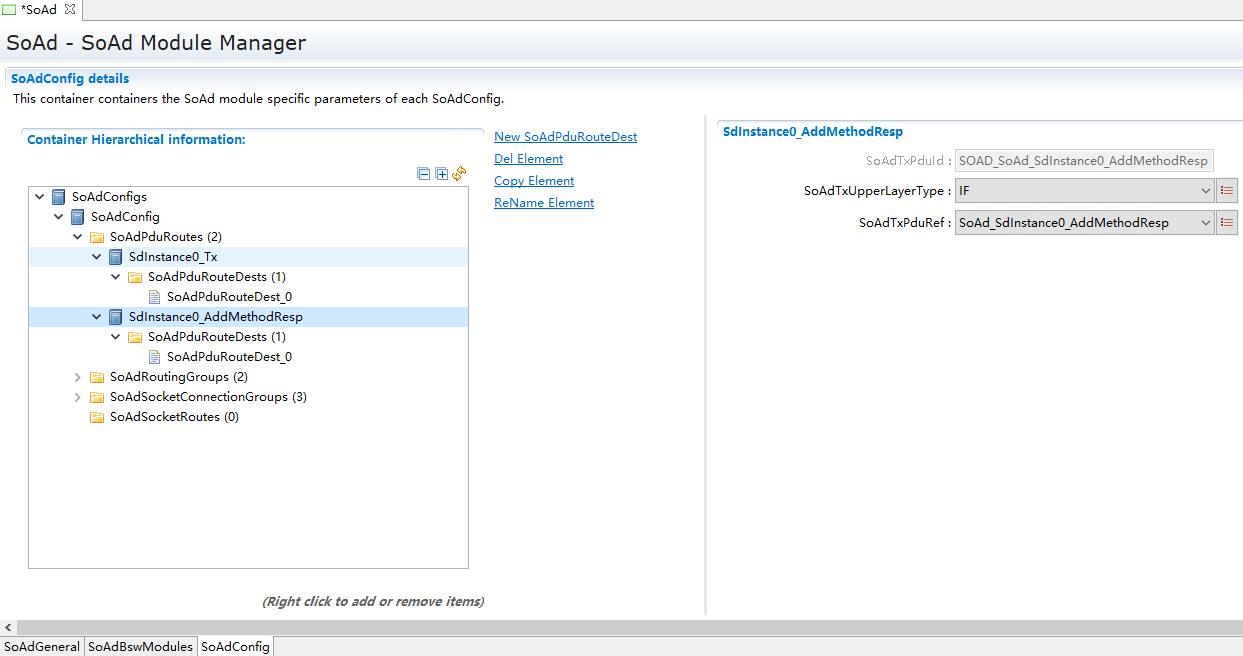 *SoAd
SoAd - SoAd Module Manager
SoAdConfig details
This container containers the SoAd module specific parameters of each SoAdConfig.
Container Hierarchical information:
SoAdConfigs
SoAdConfig
SoAdPduRoutes (2)
SdInstance0_Tx
SoAdPduRouteDests (1)
SoAdPduRouteDest_0
SdInstance0_AddMethodResp
SoAdPduRouteDests (1)
SoAdPduRouteDest_0
SoAdRoutingGroups (2)
SoAdSocketConnectionGroups (3)
SoAdSocketRoutes (0)
(Right click to add or remove items)
New SoAdPduRouteDest
Del Element
Copy Element
ReName Element
SdInstance0_AddMethodResp
SoAdTxPduId : SOAD_SoAd_SdInstance0_AddMethodResp
SoAdTxUpperLayerType : IF
SoAdTxPduRef : SoAd_SdInstance0_AddMethodResp
SoAdGeneral SoAdBswModules SoAdConfig